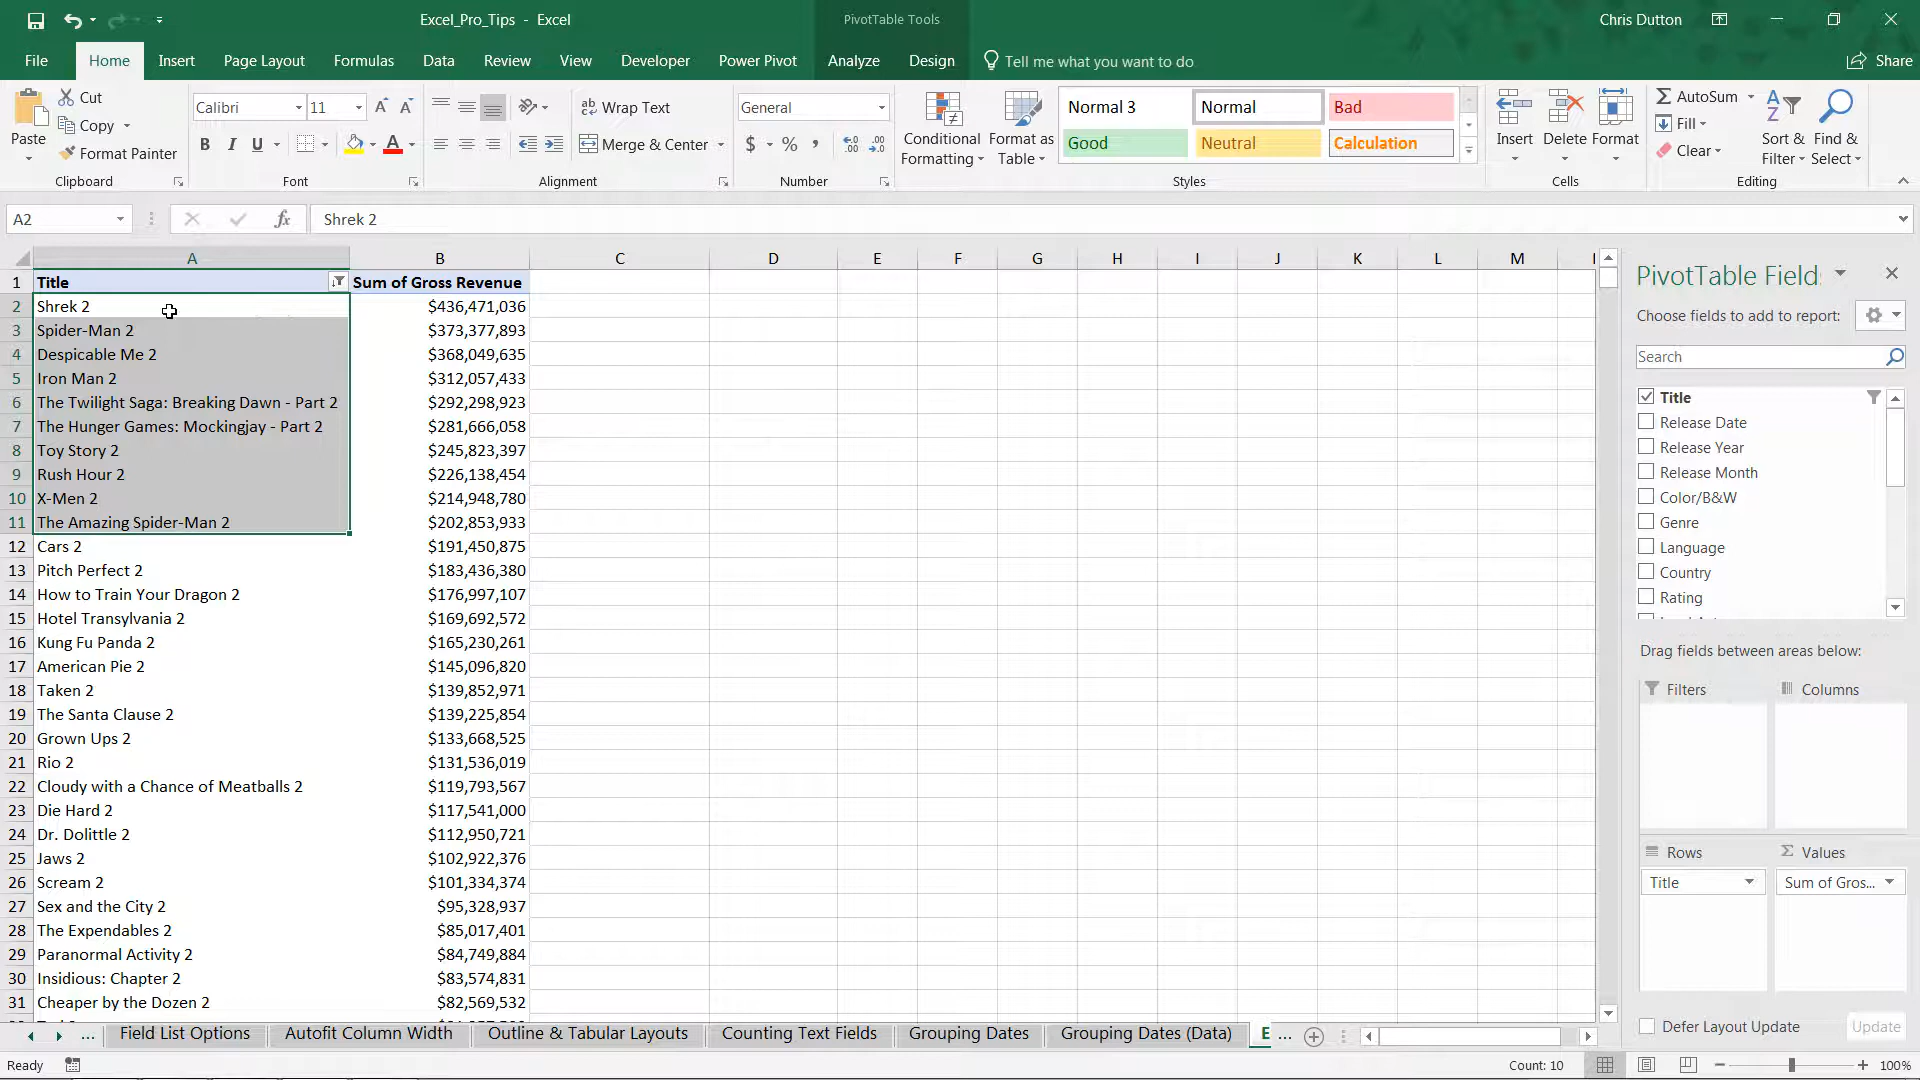 Excel_Pro_Tips - Excel
PivotTable Tools
Chris Dutton
File Home Insert Page Layout Formulas Data Review View Developer Power Pivot Analyze Design Tell me what you want to do Share
Paste
Cut
Copy
Format Painter
Clipboard
Calibri 11
B I U
Font
Wrap Text
Merge & Center
Alignment
General
$ % ,
Number
Conditional Formatting
Format as Table
Normal 3 Normal Bad
Good Neutral Calculation
Styles
Insert Delete Format
Cells
AutoSum
Fill
Clear
Sort & Filter
Find & Select
Editing
A2 fx Shrek 2
A B C D E F G H I J K L M
1 Title Sum of Gross Revenue
2 Shrek 2 $436,471,036
3 Spider-Man 2 $373,377,893
4 Despicable Me 2 $368,049,635
5 Iron Man 2 $312,057,433
6 The Twilight Saga: Breaking Dawn - Part 2 $292,298,923
7 The Hunger Games: Mockingjay - Part 2 $281,666,058
8 Toy Story 2 $245,823,397
9 Rush Hour 2 $226,138,454
10 X-Men 2 $214,948,780
11 The Amazing Spider-Man 2 $202,853,933
12 Cars 2 $191,450,875
13 Pitch Perfect 2 $183,436,380
14 How to Train Your Dragon 2 $176,997,107
15 Hotel Transylvania 2 $169,692,572
16 Kung Fu Panda 2 $165,230,261
17 American Pie 2 $145,096,820
18 Taken 2 $139,852,971
19 The Santa Clause 2 $139,225,854
20 Grown Ups 2 $133,668,525
21 Rio 2 $131,536,019
22 Cloudy with a Chance of Meatballs 2 $119,793,567
23 Die Hard 2 $117,541,000
24 Dr. Dolittle 2 $112,950,721
25 Jaws 2 $102,922,376
26 Scream 2 $101,334,374
27 Sex and the City 2 $95,328,937
28 The Expendables 2 $85,017,401
29 Paranormal Activity 2 $84,749,884
30 Insidious: Chapter 2 $83,574,831
31 Cheaper by the Dozen 2 $82,569,532
PivotTable Field
Choose fields to add to report:
Search
Title
Release Date
Release Year
Release Month
Color/B&W
Genre
Language
Country
Rating
Drag fields between areas below:
Filters Columns
Rows Values
Title Sum of Gros...
Defer Layout Update Update
... Field List Options Autofit Column Width Outline & Tabular Layouts Counting Text Fields Grouping Dates Grouping Dates (Data) E ...
Ready Count: 10 100%